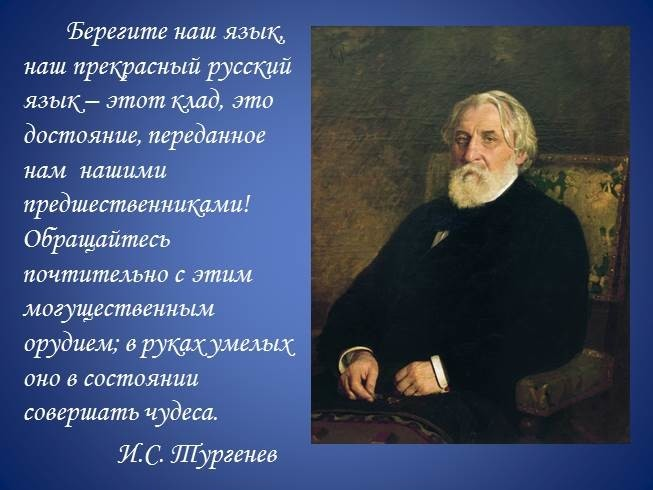 Берегите наш язык,
наш прекрасный русский
язык – этот клад, это
достояние, переданное
нам нашими
предшественниками!
Обращайтесь
почтительно с этим
могущественным
орудием; в руках умелых
оно в состоянии
совершать чудеса.
И.С. Тургенев